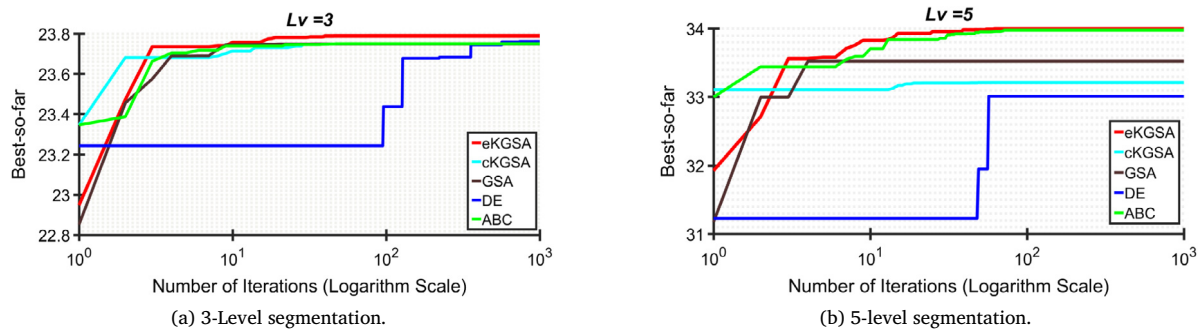 Lv =3
Best-so-far
23.8
23.6
23.4
23.2
23
22.8
eKGSA
cKGSA
GSA
DE
ABC
10^0
10^1
10^2
10^3
Number of Iterations (Logarithm Scale)
(a) 3-Level segmentation.
Lv =5
Best-so-far
34
33
32
31
eKGSA
cKGSA
GSA
DE
ABC
10^0
10^1
10^2
10^3
Number of Iterations (Logarithm Scale)
(b) 5-level segmentation.